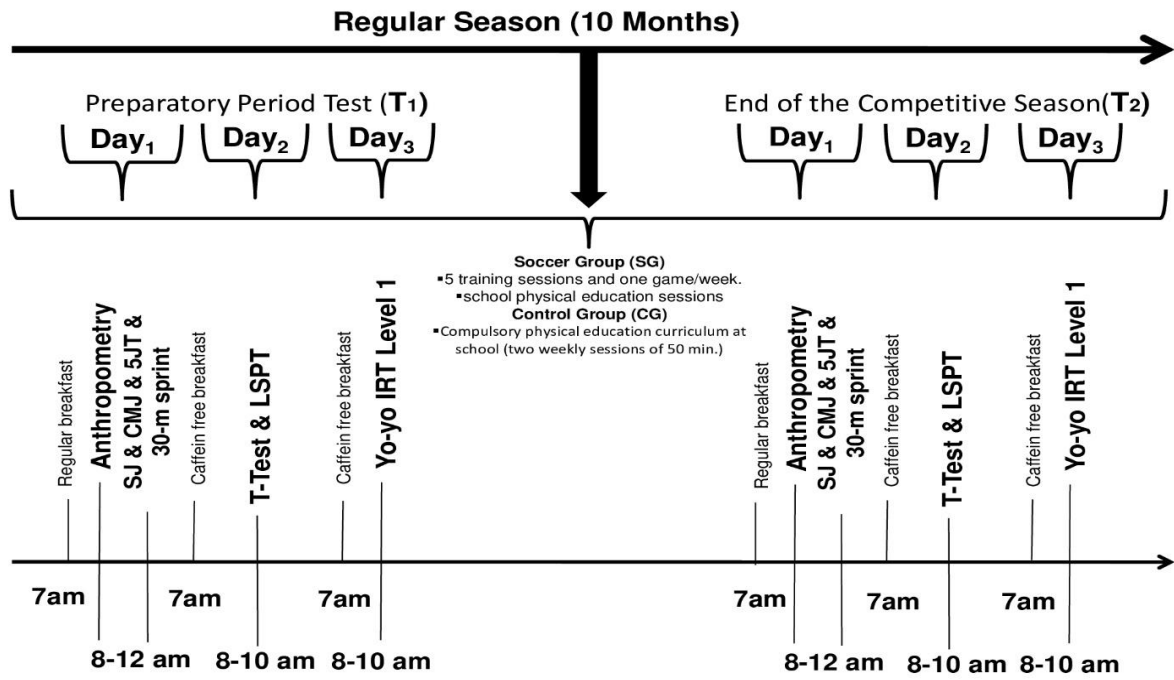 Regular Season (10 Months)
Preparatory Period Test (T1)
Day1
Day2
Day3
End of the Competitive Season(T2)
Day1
Day2
Day3
Soccer Group (SG)
▪5 training sessions and one game/week.
▪school physical education sessions
Control Group (CG)
▪Compulsory physical education curriculum at
school (two weekly sessions of 50 min.)
Regular breakfast
Anthropometry
SJ & CMJ & 5JT &
30-m sprint
Caffein free breakfast
T-Test & LSPT
Caffein free breakfast
Yo-yo IRT Level 1
Regular breakfast
Anthropometry
SJ & CMJ & 5JT &
30-m sprint
Caffein free breakfast
T-Test & LSPT
Caffein free breakfast
Yo-yo IRT Level 1
7am
7am
7am
7am
7am
7am
8-12 am
8-10 am
8-10 am
8-12 am
8-10 am
8-10 am